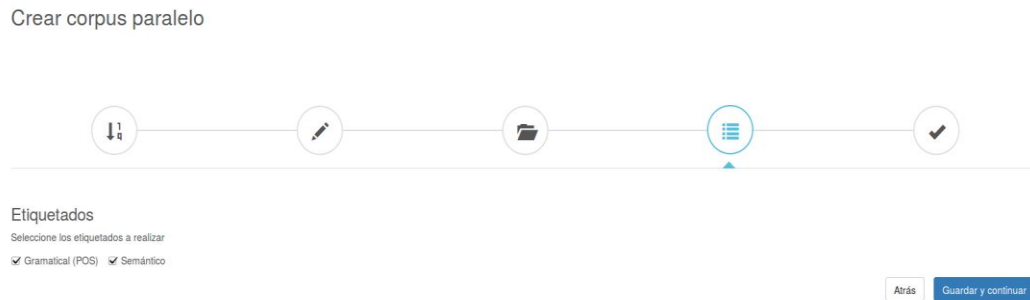 Crear corpus paralelo
Etiquetados
Seleccione los etiquetados a realizar
Gramatical (POS) Semántico
Atrás Guardar y continuar